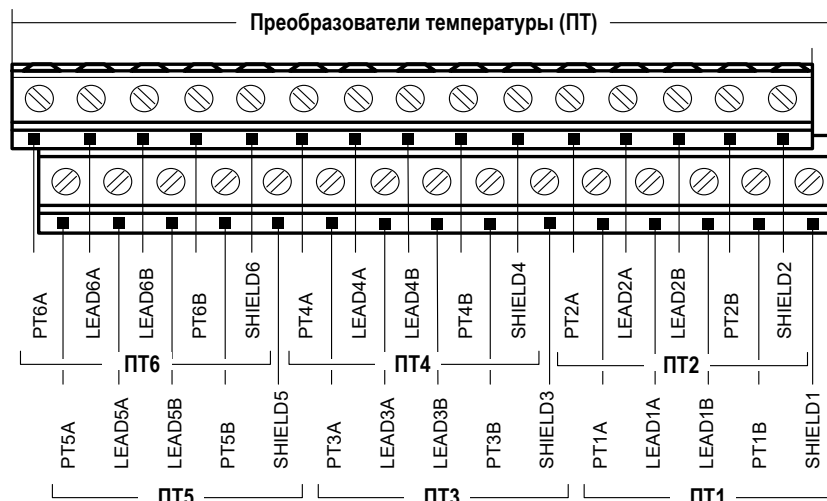 Преобразователи температуры (ПТ)
PT6A LEAD6A LEAD6B PT6B SHIELD6 PT4A LEAD4A LEAD4B PT4B SHIELD4 PT2A LEAD2A LEAD2B PT2B SHIELD2
ПТ6 ПТ4 ПТ2
PT5A LEAD5A LEAD5B PT5B SHIELD5 PT3A LEAD3A LEAD3B PT3B SHIELD3 PT1A LEAD1A LEAD1B PT1B SHIELD1
ПТ5 ПТ3 ПТ1